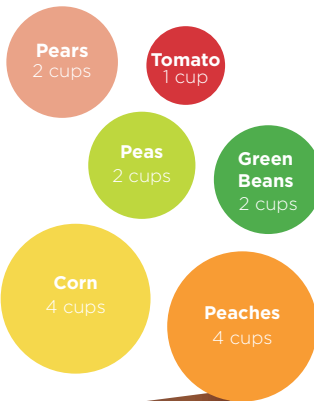 Pears
2 cups
Tomato
1 cup
Peas
2 cups
Green
Beans
2 cups
Corn
4 cups
Peaches
4 cups